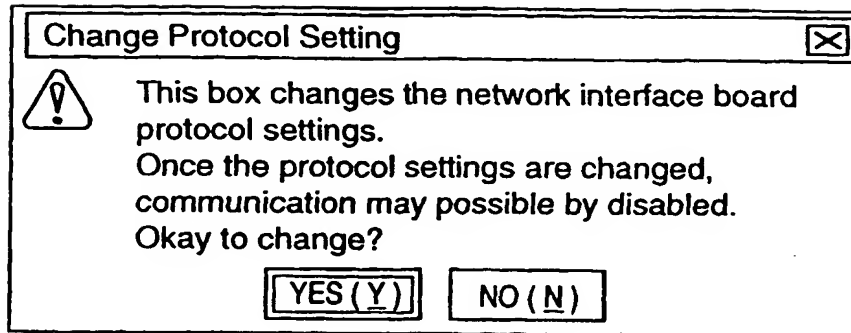 Change Protocol Setting
This box changes the network interface board
protocol settings.
Once the protocol settings are changed,
communication may possible by disabled.
Okay to change?
YES (Y) NO (N)